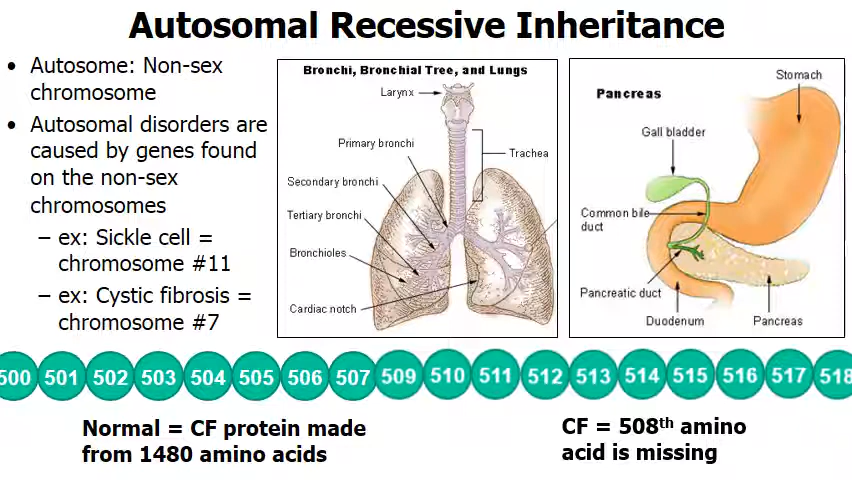 Autosomal Recessive Inheritance
• Autosome: Non-sex
chromosome
• Autosomal disorders are
caused by genes found
on the non-sex
chromosomes
– ex: Sickle cell =
chromosome #11
– ex: Cystic fibrosis =
chromosome #7
Bronchi, Bronchial Tree, and Lungs
Larynx
Primary bronchi
Trachea
Secondary bronchi
Tertiary bronchi
Bronchioles
Cardiac notch
Stomach
Pancreas
Gall bladder
Common bile
duct
Pancreatic duct
Duodenum
Pancreas
500 501 502 503 504 505 506 507 509 510 511 512 513 514 515 516 517 518
Normal = CF protein made
from 1480 amino acids
CF = 508th amino
acid is missing